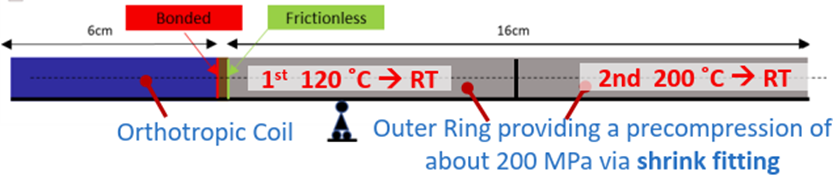 Bonded
Frictionless
6cm
16cm
1st 120 ˚C → RT
2nd 200 ˚C → RT
Orthotropic Coil
Outer Ring providing a precompression of
about 200 MPa via shrink fitting